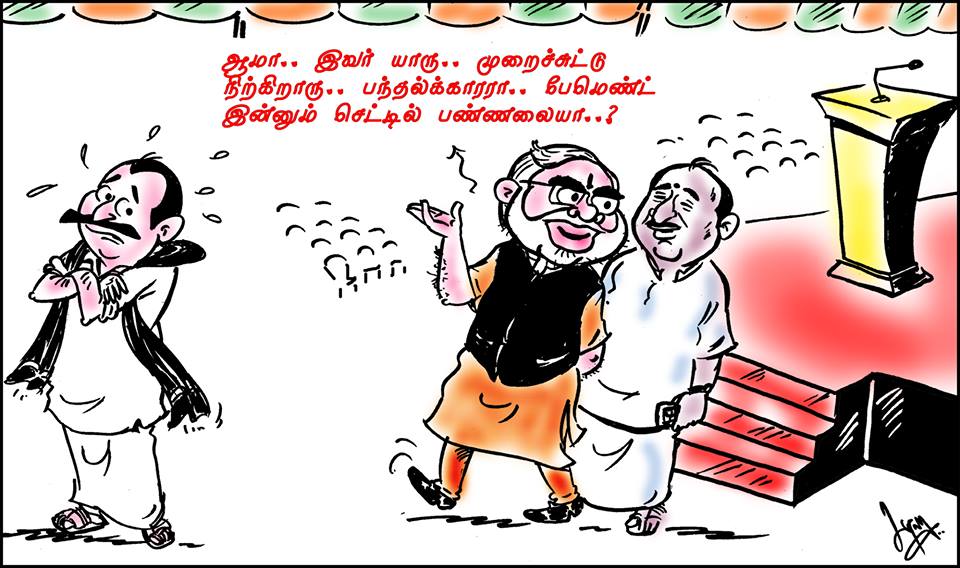 ஆமா.. இவர் யாரு.. முறைச்சுட்டு
நிற்கிறாரு.. பந்தல்க்காரரா.. பேமெண்ட்
இன்னும் செட்டில் பண்ணலையா..?